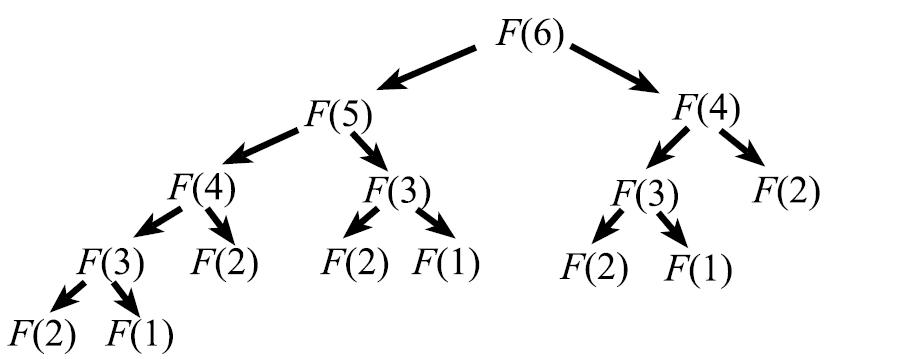 F(6)
F(5) F(4)
F(4) F(3) F(3) F(2)
F(3) F(2) F(2) F(1) F(2) F(1)
F(2) F(1)